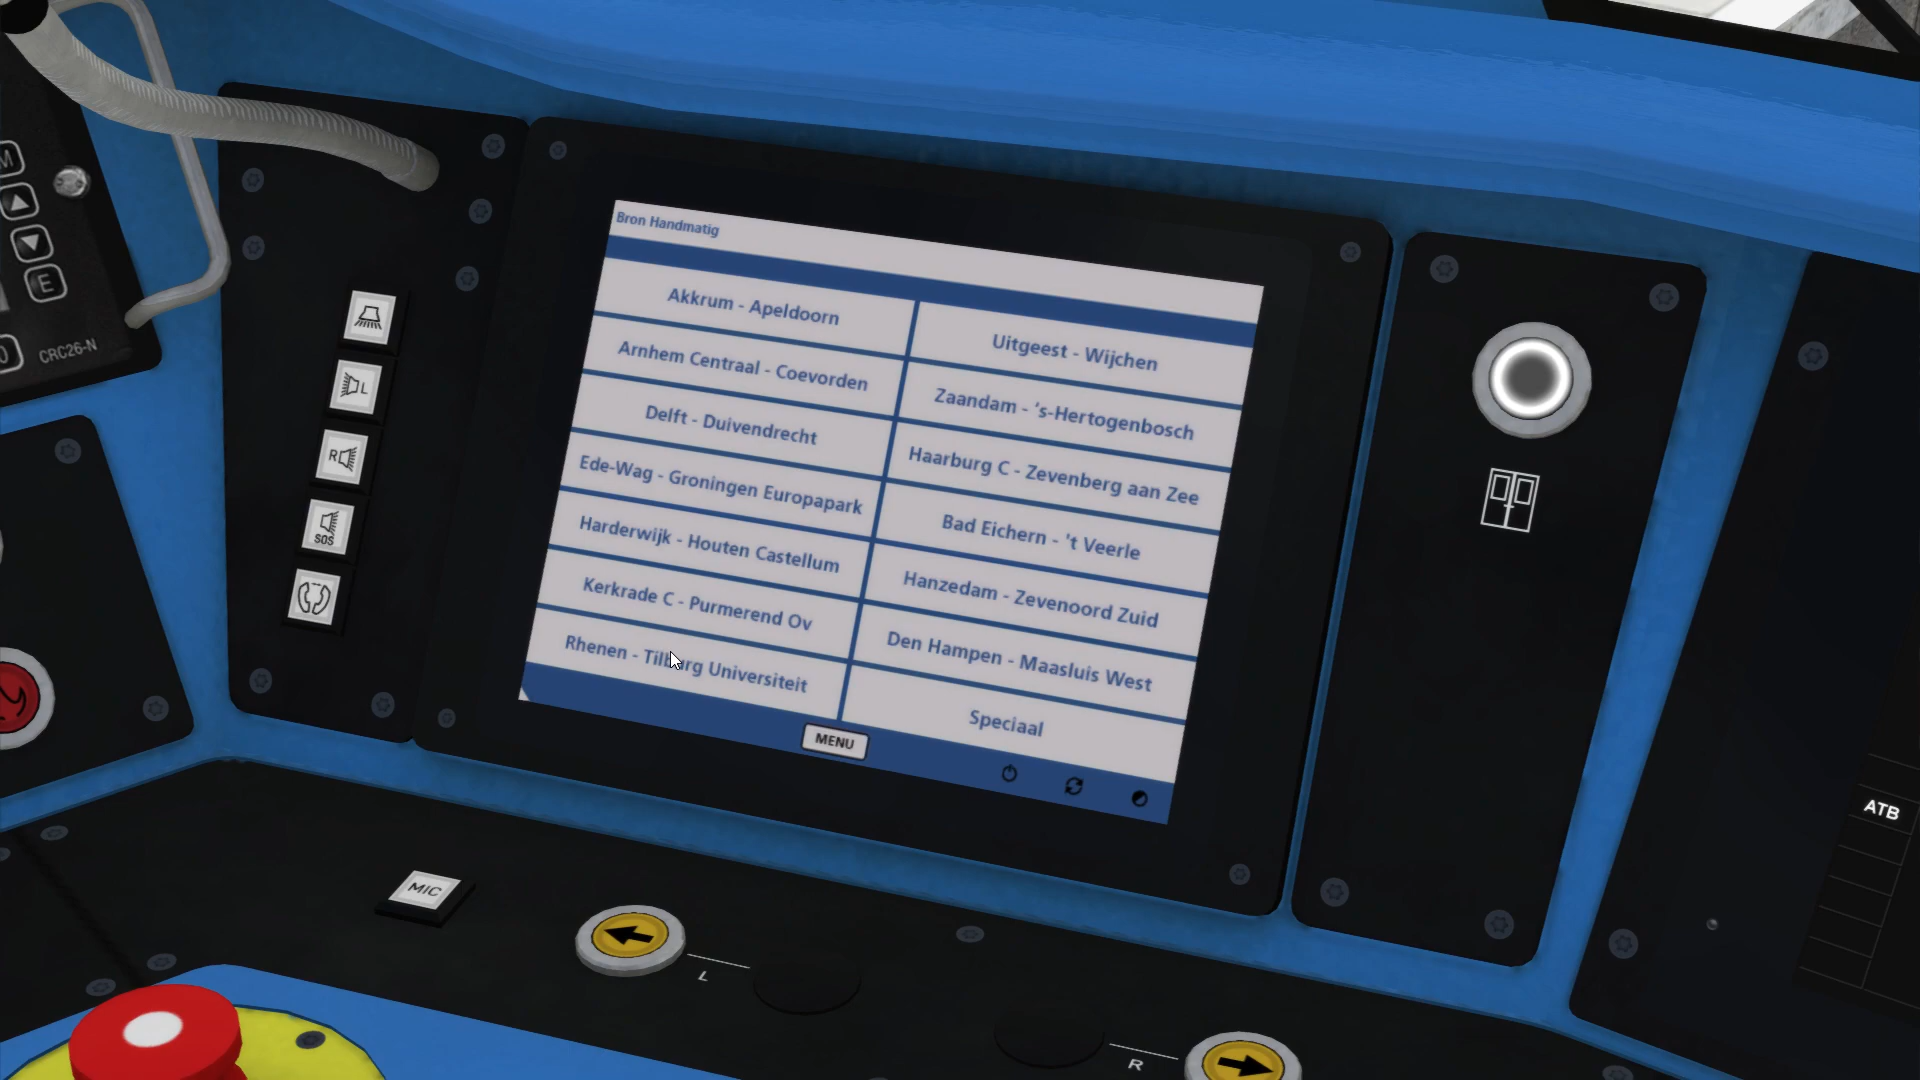 M
E
CRC26-N
L
R
SOS
Bron Handmatig
Akkrum - Apeldoorn
Arnhem Centraal - Coevorden
Delft - Duivendrecht
Ede-Wag - Groningen Europapark
Harderwijk - Houten Castellum
Kerkrade C - Purmerend Ov
Rhenen - Tilburg Universiteit
Uitgeest - Wijchen
Zaandam - 's-Hertogenbosch
Haarburg C - Zevenberg aan Zee
Bad Eichern - 't Veerle
Hanzedam - Zevenoord Zuid
Den Hampen - Maasluis West
Speciaal
MENU
ATB
MIC
L
R